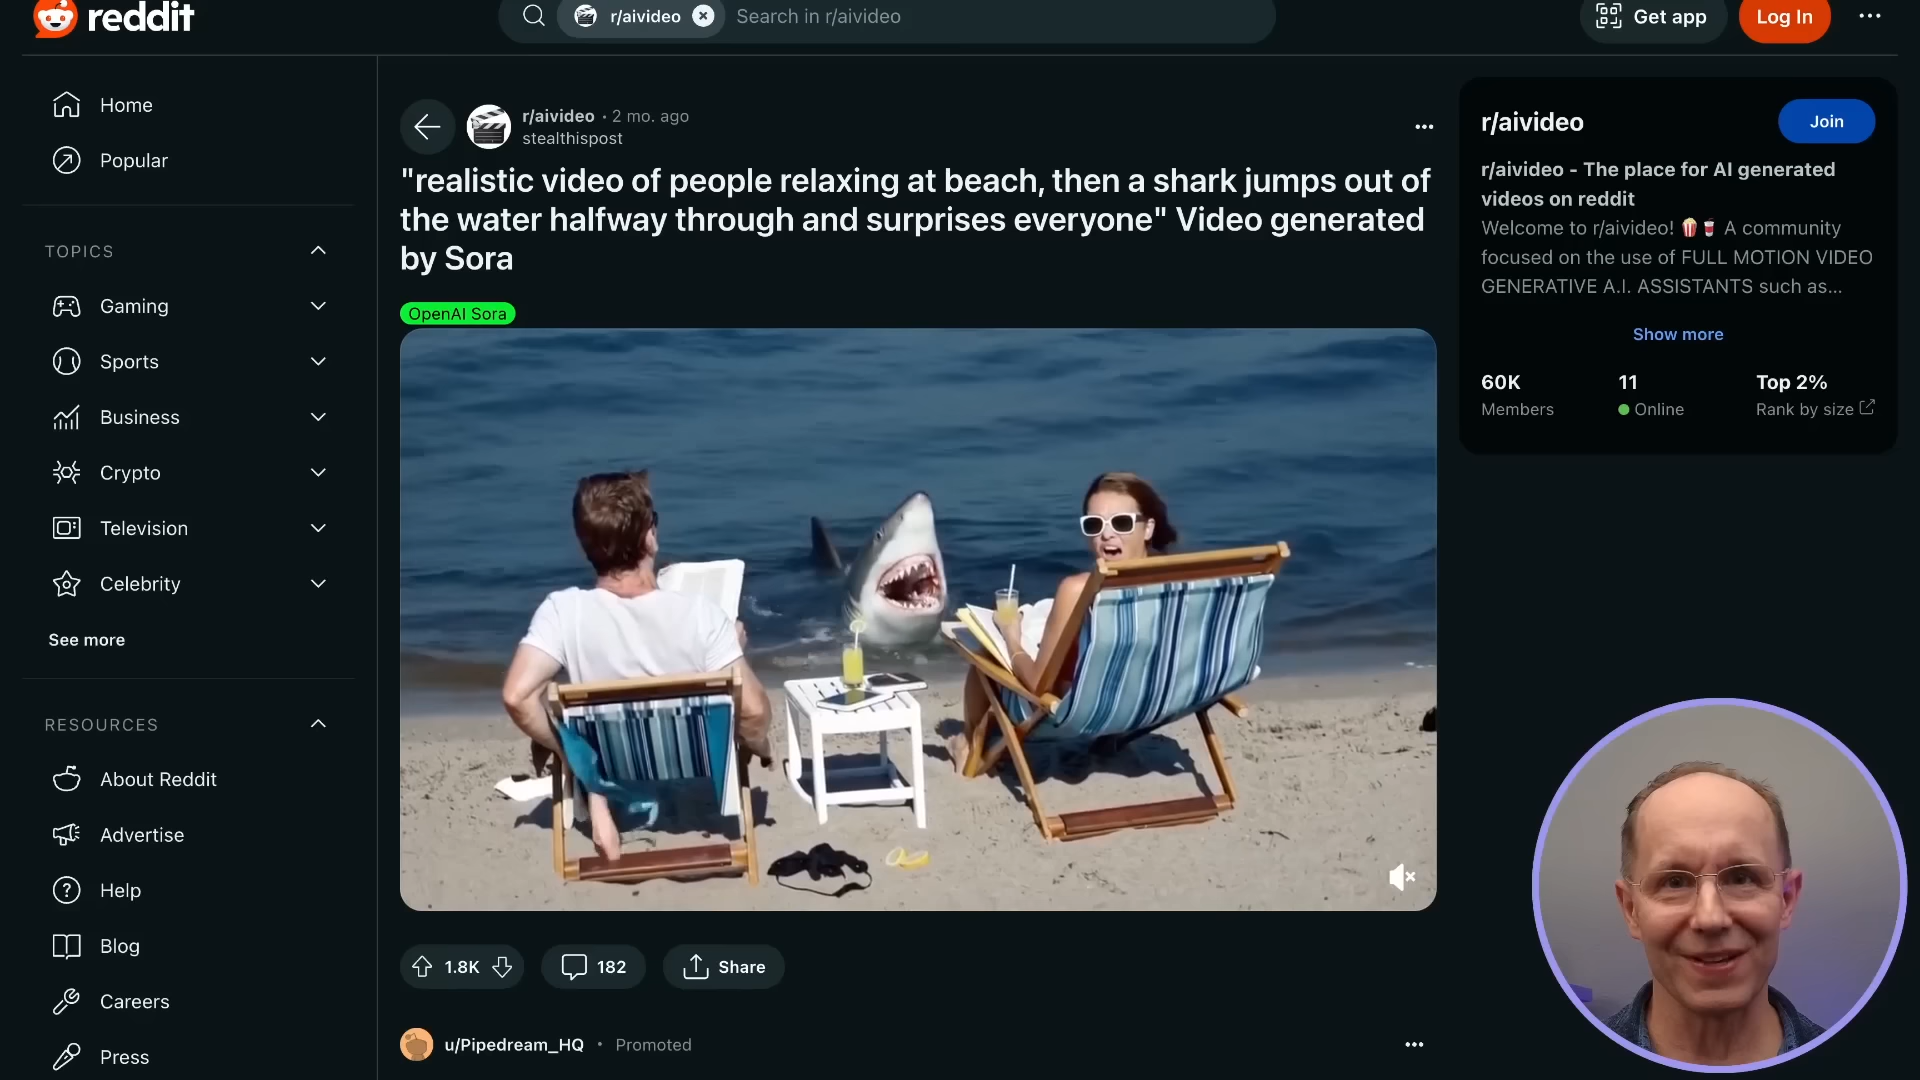 reddit
r/aivideo
Search in r/aivideo
Get app
Log In
Home
Popular
TOPICS
Gaming
Sports
Business
Crypto
Television
Celebrity
See more
RESOURCES
About Reddit
Advertise
Help
Blog
Careers
Press
r/aivideo • 2 mo. ago
stealthispost
"realistic video of people relaxing at beach, then a shark jumps out of
the water halfway through and surprises everyone" Video generated
by Sora
OpenAI Sora
1.8K
182
Share
u/Pipedream_HQ • Promoted
r/aivideo
Join
r/aivideo - The place for AI generated
videos on reddit
Welcome to r/aivideo! 🍿🥤 A community
focused on the use of FULL MOTION VIDEO
GENERATIVE A.I. ASSISTANTS such as...
Show more
60K
Members
11
Online
Top 2%
Rank by size